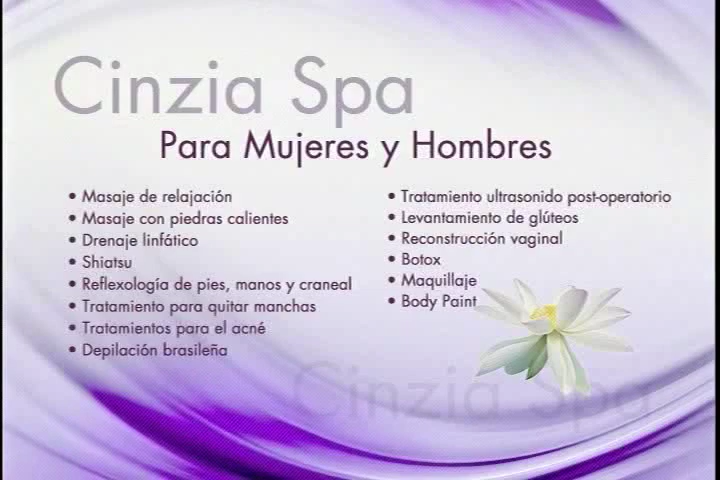 Cinzia Spa
Para Mujeres y Hombres
• Masaje de relajación
• Masaje con piedras calientes
• Drenaje linfático
• Shiatsu
• Reflexología de pies, manos y craneal
• Tratamiento para quitar manchas
• Tratamientos para el acné
• Depilación brasileña
• Tratamiento ultrasonido post-operatorio
• Levantamiento de glúteos
• Reconstrucción vaginal
• Botox
• Maquillaje
• Body Paint
Cinzia Spa